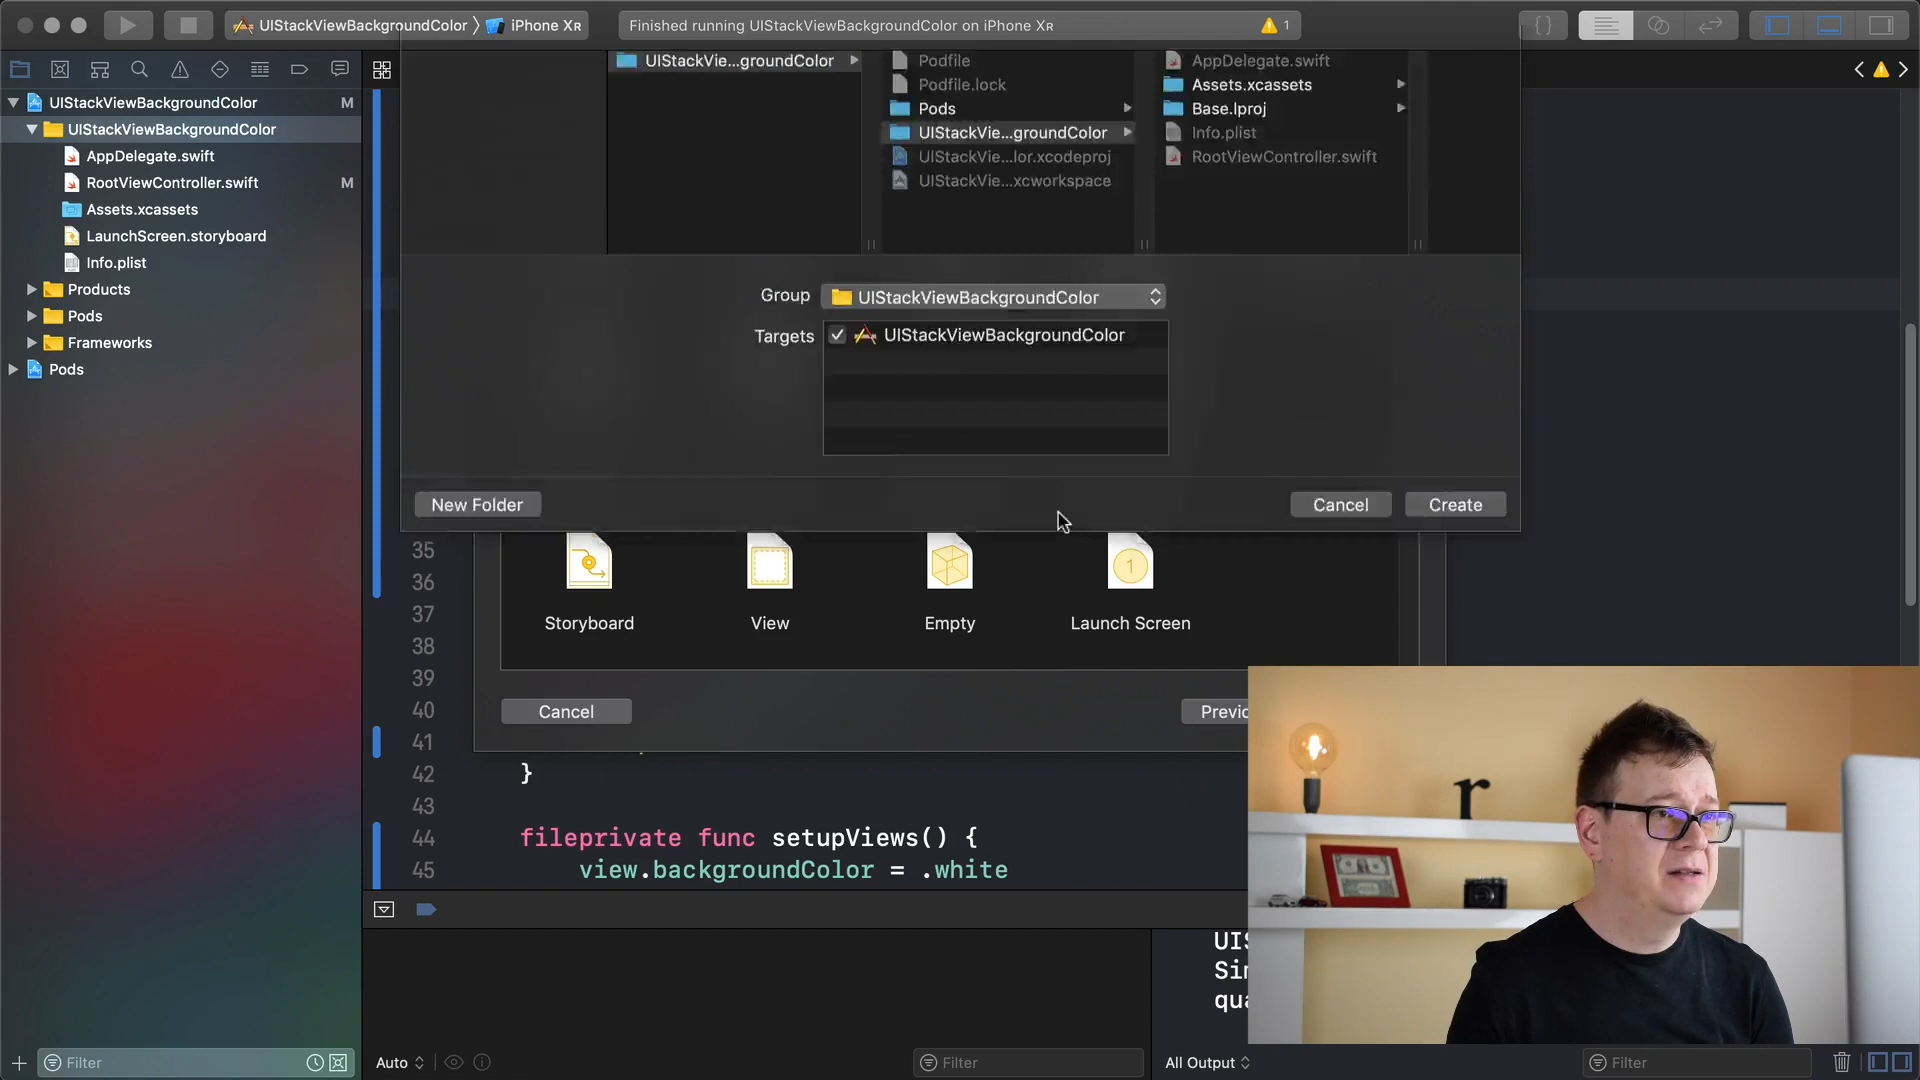 UIStackViewBackgroundColor
iPhone XR
Finished running UIStackViewBackgroundColor on iPhone XR
1
UIStackViewBackgroundColor
M
UIStackViewBackgroundColor
AppDelegate.swift
RootViewController.swift
M
Assets.xcassets
LaunchScreen.storyboard
Info.plist
Products
Pods
Frameworks
Pods
UIStackVie...groundColor
Podfile
Podfile.lock
Pods
UIStackVie...groundColor
UIStackVie...lor.xcodeproj
UIStackVie...xcworkspace
AppDelegate.swift
Assets.xcassets
Base.lproj
Info.plist
RootViewController.swift
Group
UIStackViewBackgroundColor
Targets
UIStackViewBackgroundColor
New Folder
Cancel
Create
Storyboard
View
Empty
1
Launch Screen
Cancel
Previo
35
36
37
38
39
40
41
42 }
43
44 fileprivate func setupViews() {
45 view.backgroundColor = .white
r
UIS
Sim
qua
Filter
Auto
Filter
All Output
Filter